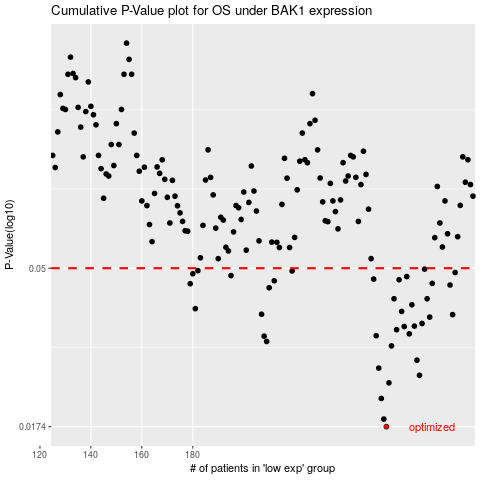 Cumulative P-Value plot for OS under BAK1 expression
P-Value(log10)
0.05
0.0174
optimized
120 140 160 180
# of patients in 'low exp' group